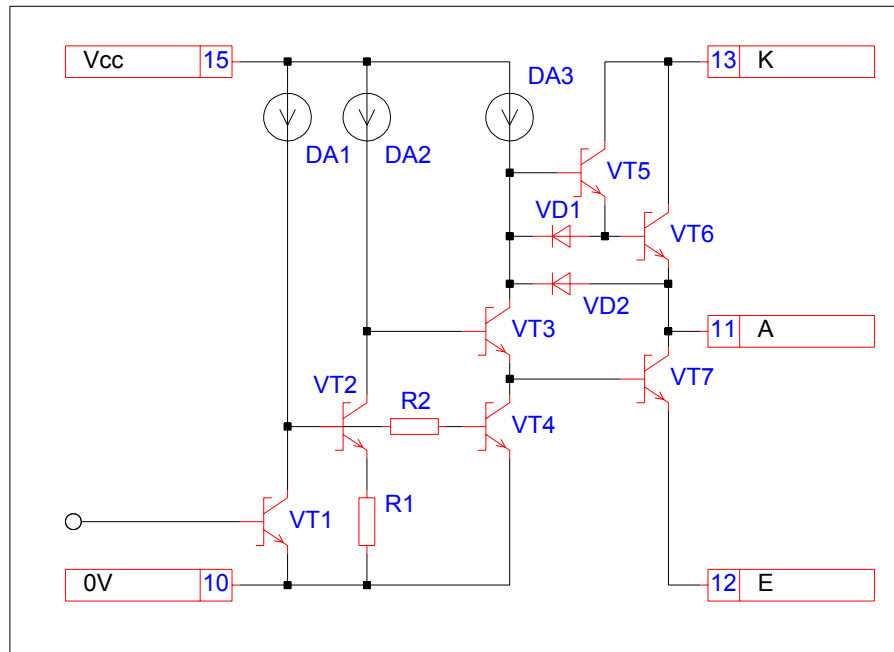 Vcc 15
13 K
DA3
DA1
DA2
VT5
VD1
VT6
VD2
VT3
11 A
VT2
VT7
R2
VT4
R1
VT1
0V 10
12 E